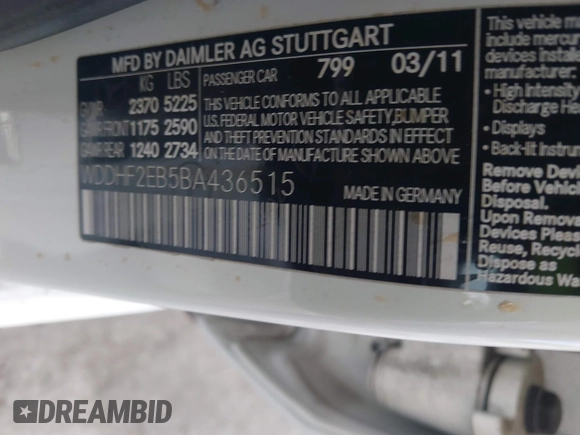 MFD BY DAIMLER AG STUTTGART
KG LBS PASSENGER CAR 799 03/11
GVWR 2370 5225
GAWR FRONT 1175 2590
GAWR REAR 1240 2734
THIS VEHICLE CONFORMS TO ALL APPLICABLE
U.S. FEDERAL MOTOR VEHICLE SAFETY, BUMPER
AND THEFT PREVENTION STANDARDS IN EFFECT
ON THE DATE OF MANUFACTURE SHOWN ABOVE.
WDDHF2EB5BA436515
MADE IN GERMANY
This vehicle ma
include mercur
devices installe
manufacturer:
• High Intensity
Discharge He
• Displays
• Back-lit Instrum
Remove Devi
Before Vehicl
Disposal.
Upon Remova
Devices Pleas
Reuse, Recycl
Dispose as
Hazardous Wa
DREAMBID